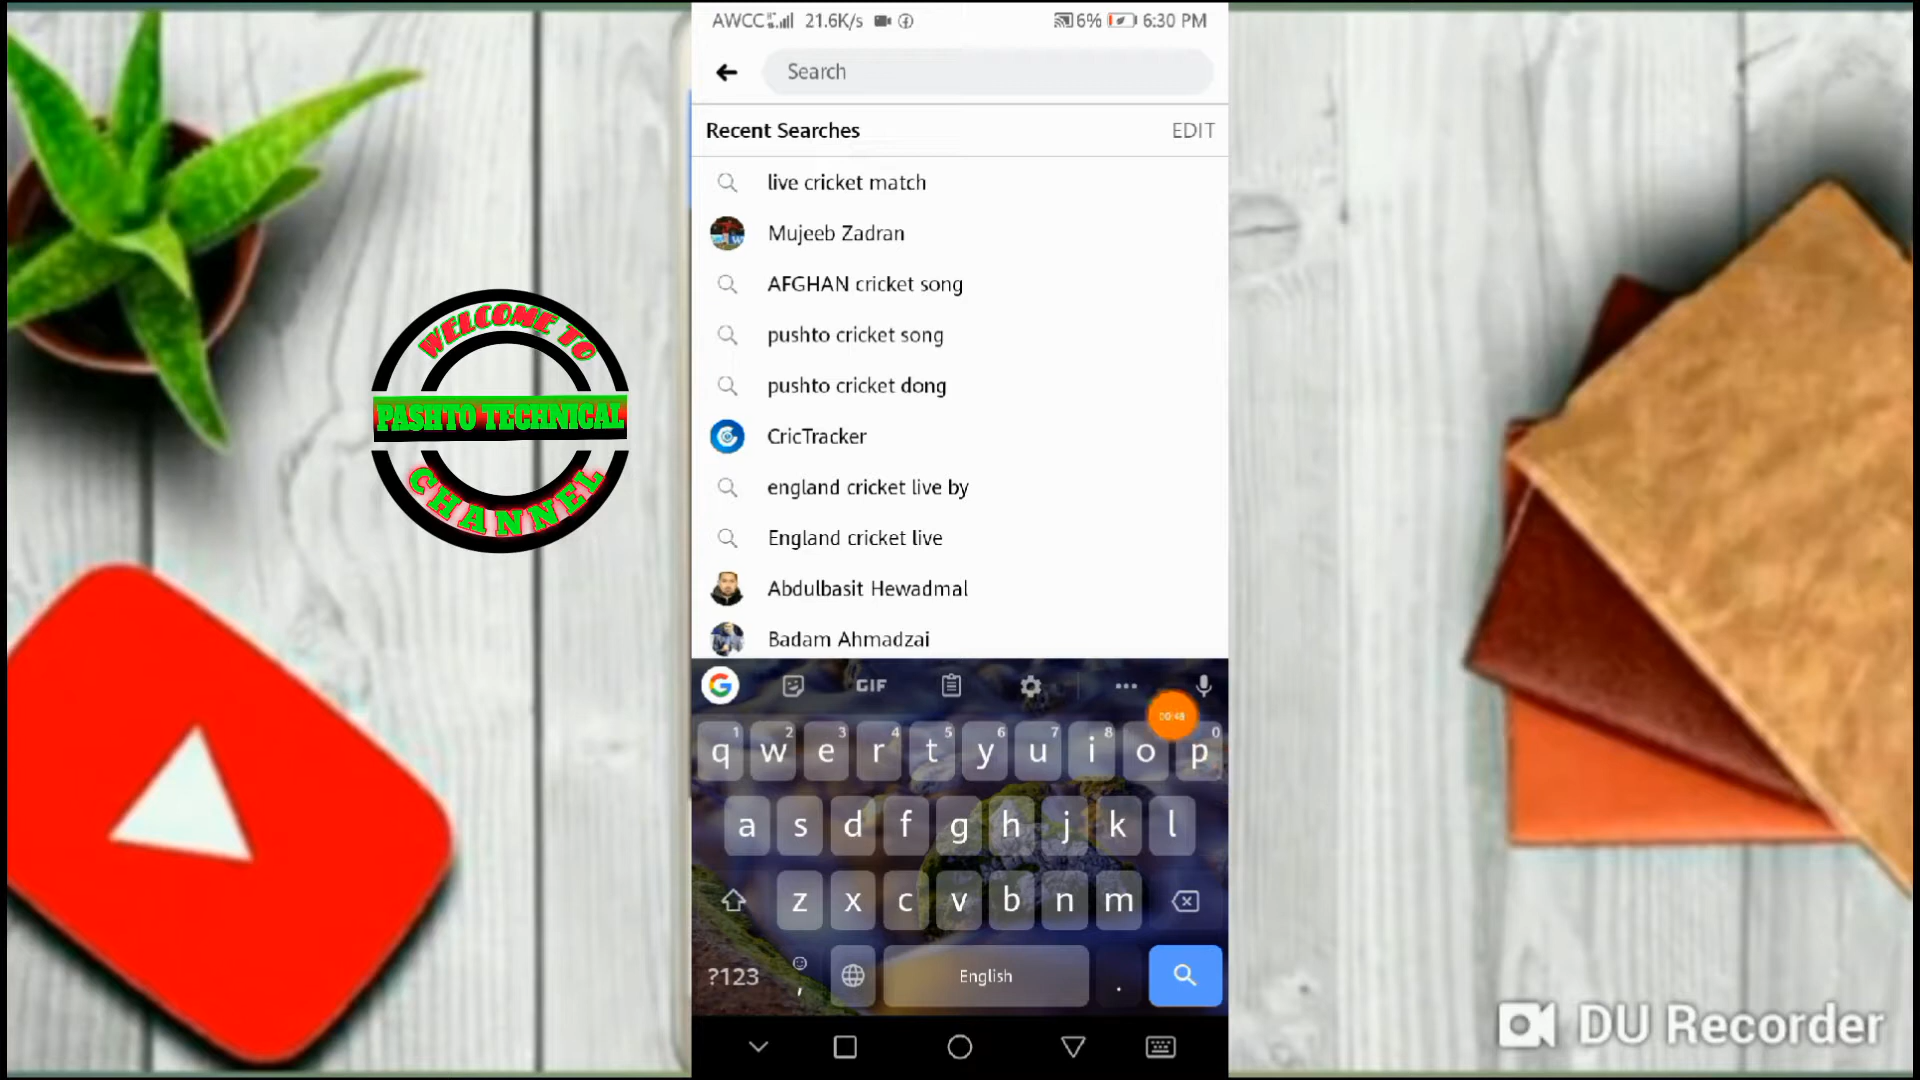 AWCC 21.6K/s 6% 6:30 PM
Search
Recent Searches EDIT
live cricket match
Mujeeb Zadran
AFGHAN cricket song
pushto cricket song
pushto cricket dong
CricTracker
england cricket live by
England cricket live
Abdulbasit Hewadmal
Badam Ahmadzai
WELCOME TO
PASHTO TECHNICAL
CHANNEL
G GIF
00:48
1 2 3 4 5 6 7 8 0
q w e r t y u i o p
a s d f g h j k l
z x c v b n m
?123 , English .
DU Recorder